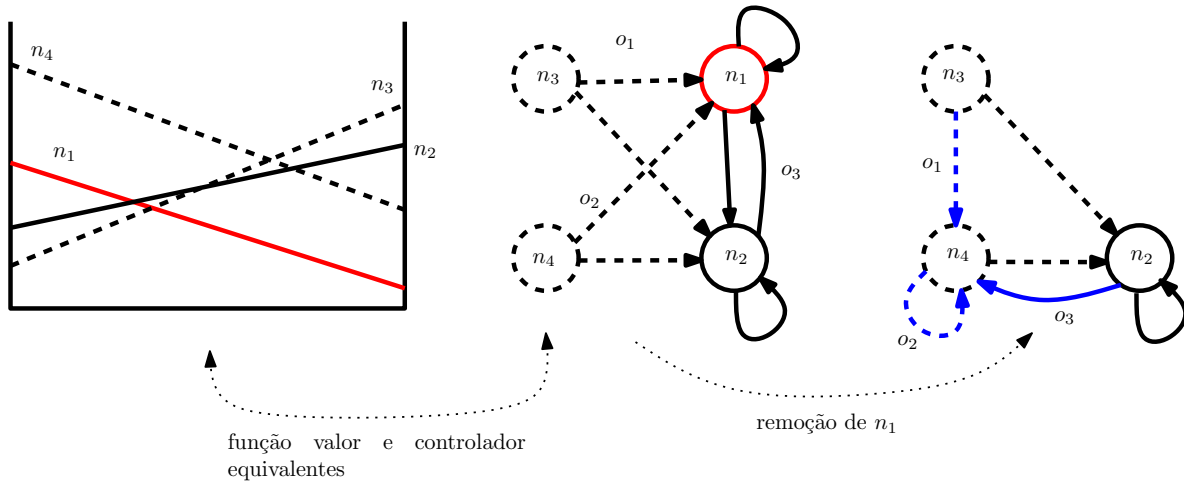 n₄
n₃
n₁
n₂
o₁
n₃
n₁
o₃
o₂
n₄
n₂
n₃
o₁
n₄
n₂
o₂
o₃
função valor e controlador
equivalentes
remoção de n₁